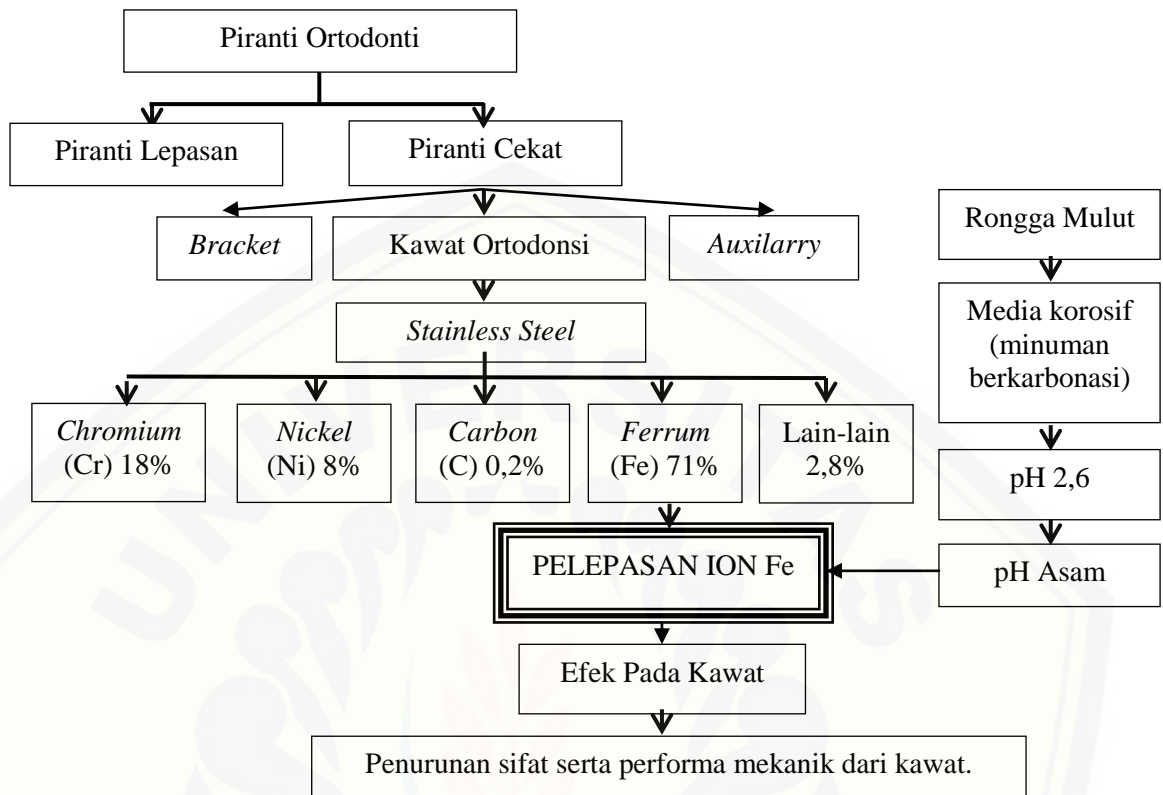 Piranti Ortodonti
Piranti Lepasan
Piranti Cekat
Bracket
Kawat Ortodonsi
Auxilarry
Rongga Mulut
Stainless Steel
Media korosif
(minuman
berkarbonasi)
Chromium
(Cr) 18%
Nickel
(Ni) 8%
Carbon
(C) 0,2%
Ferrum
(Fe) 71%
Lain-lain
2,8%
pH 2,6
PELEPASAN ION Fe
pH Asam
Efek Pada Kawat
Penurunan sifat serta performa mekanik dari kawat.
UNIVERSITAS